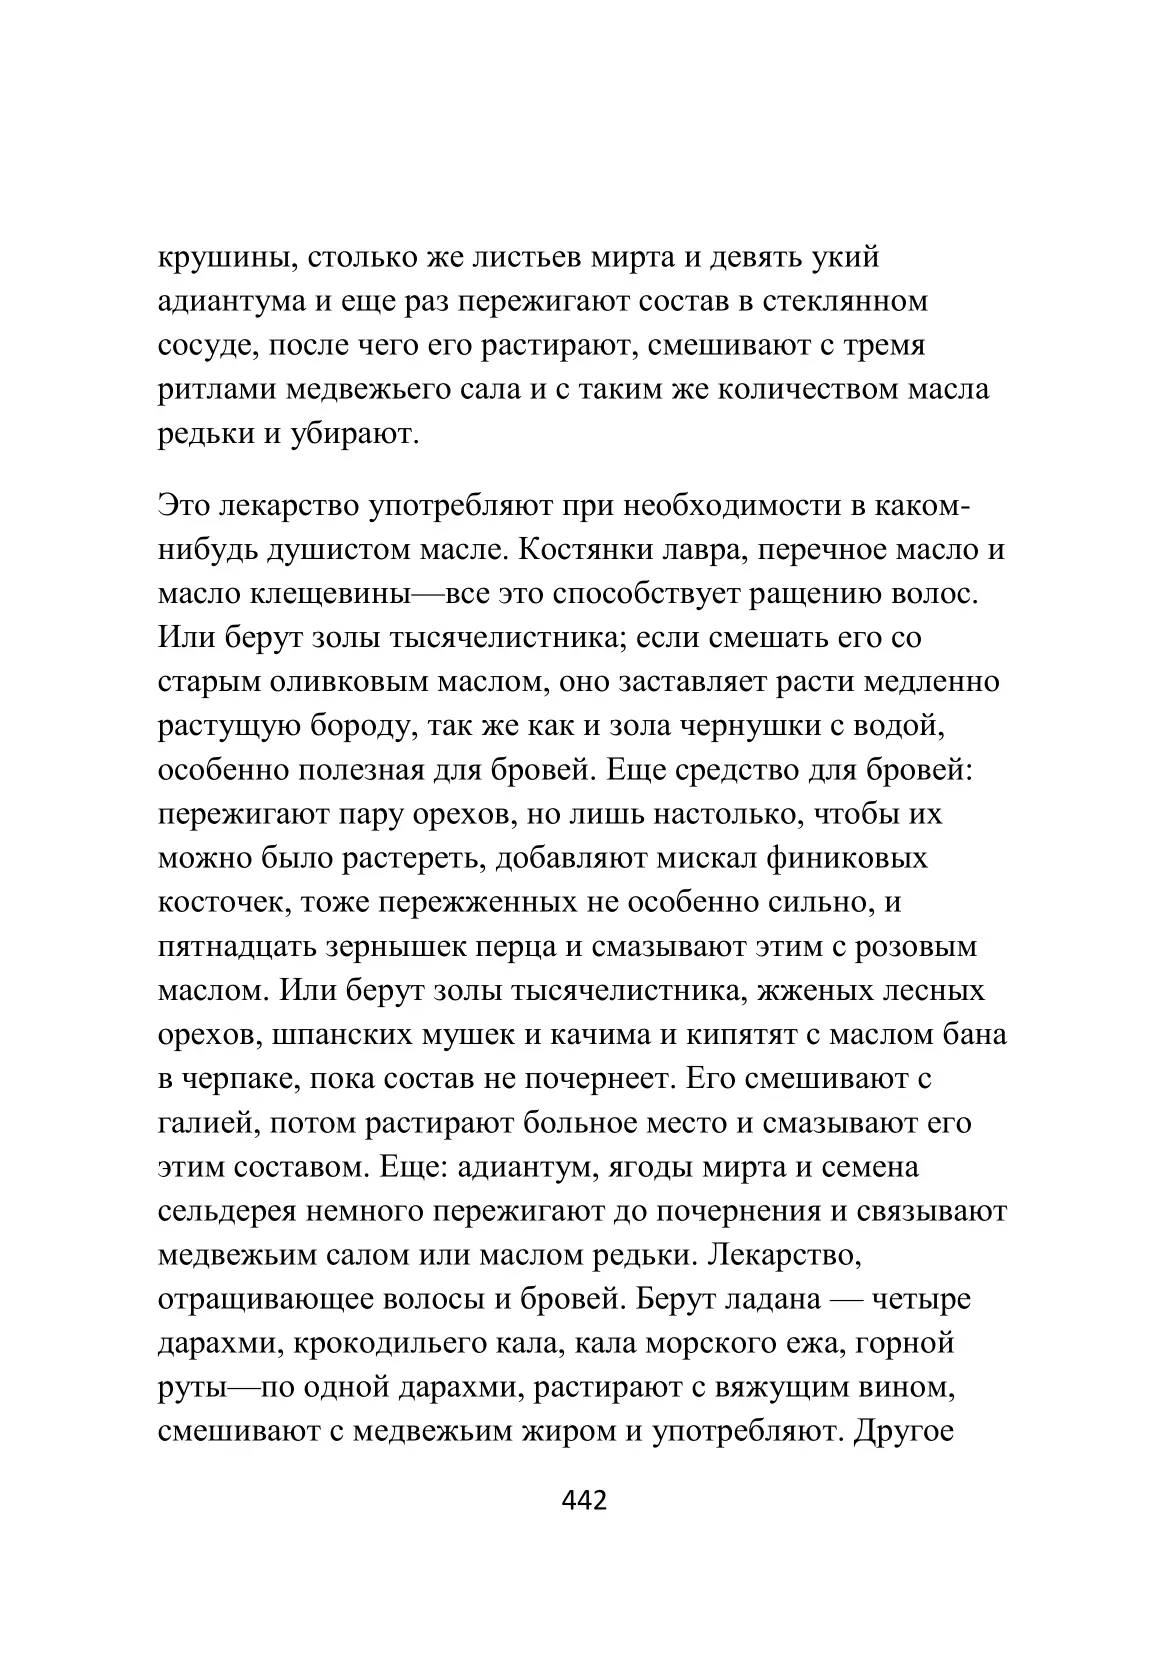 крушины, столько же листьев мирта и девять укий
адиантума и еще раз пережигают состав в стеклянном
сосуде, после чего его растирают, смешивают с тремя
ритлами медвежьего сала и с таким же количеством масла
редьки и убирают.
Это лекарство употребляют при необходимости в каком-
нибудь душистом масле. Костянки лавра, перечное масло и
масло клещевины—все это способствует ращению волос.
Или берут золы тысячелистника; если смешать его со
старым оливковым маслом, оно заставляет расти медленно
растущую бороду, так же как и зола чернушки с водой,
особенно полезная для бровей. Еще средство для бровей:
пережигают пару орехов, но лишь настолько, чтобы их
можно было растереть, добавляют мискал финиковых
косточек, тоже пережженных не особенно сильно, и
пятнадцать зернышек перца и смазывают этим с розовым
маслом. Или берут золы тысячелистника, жженых лесных
орехов, шпанских мушек и качима и кипятят с маслом бана
в черпаке, пока состав не почернеет. Его смешивают с
галией, потом растирают больное место и смазывают его
этим составом. Еще: адиантум, ягоды мирта и семена
сельдерея немного пережигают до почернения и связывают
медвежьим салом или маслом редьки. Лекарство,
отращивающее волосы и бровей. Берут ладана — четыре
дарахми, крокодильего кала, кала морского ежа, горной
руты—по одной дарахми, растирают с вяжущим вином,
смешивают с медвежьим жиром и употребляют. Другое
442